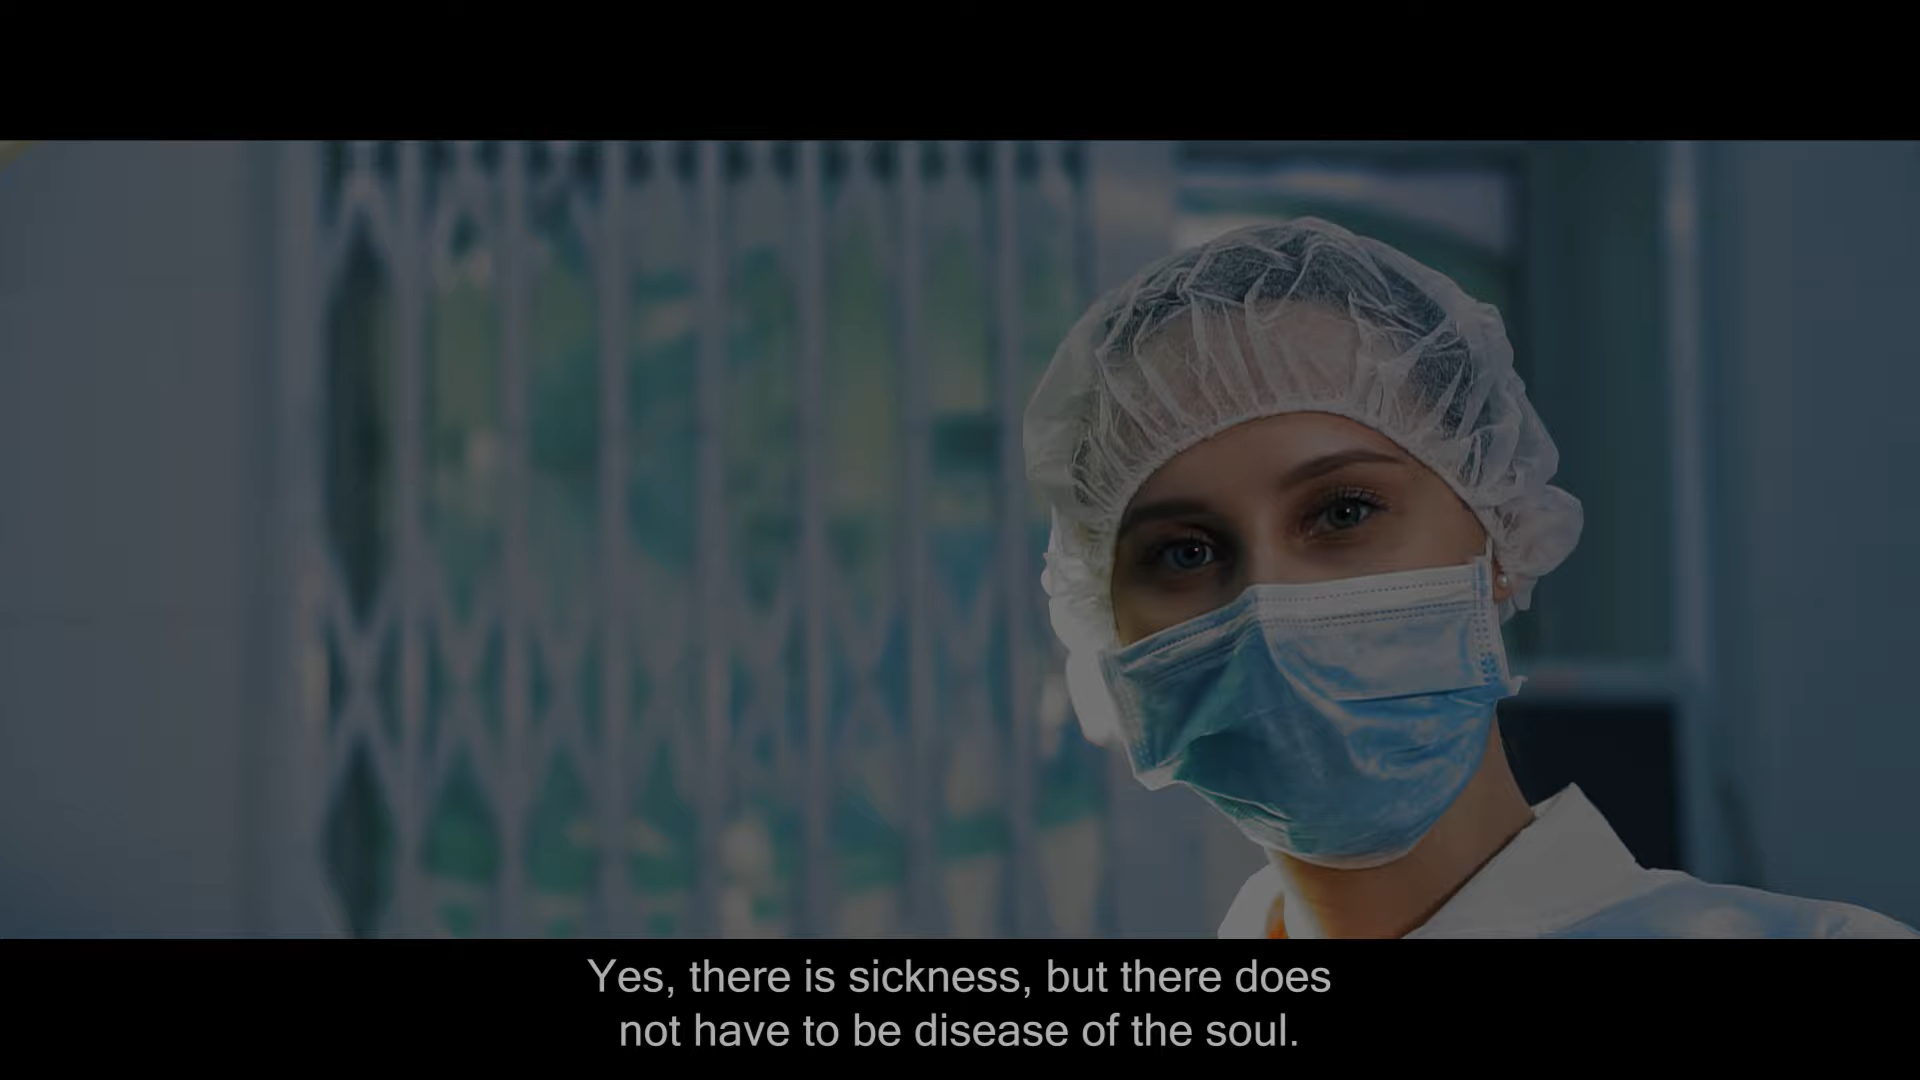 Yes, there is sickness, but there does
not have to be disease of the soul.